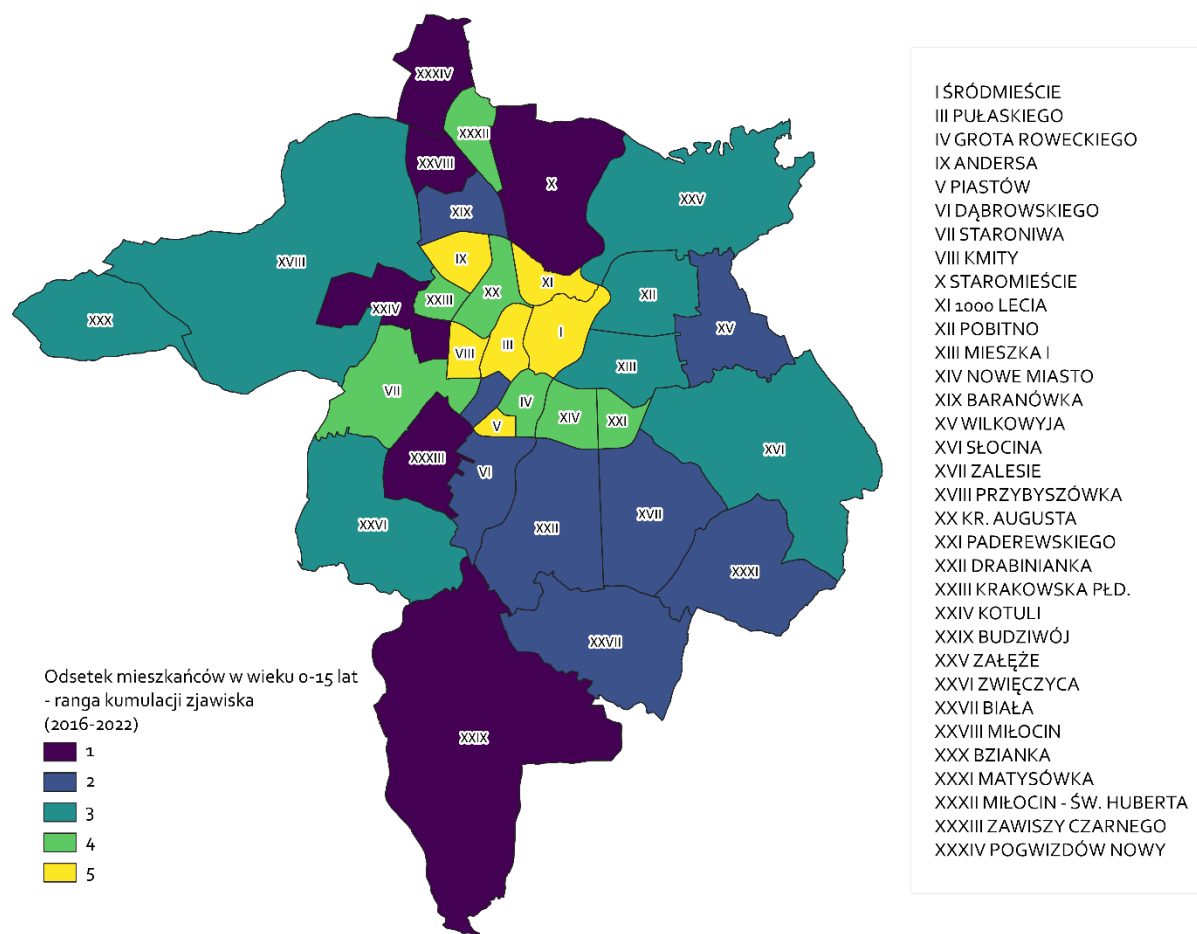 XXXIV
XXXII
XXVIII
X
XXV
XIX
XVIII
IX
XI
XX
XII
XXIII
XXIV
XXX
I
XV
VIII
III
XIII
VII
IV
XIV
XXI
V
XVI
XXXIII
VI
XXVI
XXII
XVII
XXXI
XXVII
XXIX
Odsetek mieszkańców w wieku 0-15 lat
- ranga kumulacji zjawiska
(2016-2022)
1
2
3
4
5
I ŚRÓDMIEŚCIE
III PUŁASKIEGO
IV GROTA ROWECKIEGO
IX ANDERSA
V PIASTÓW
VI DĄBROWSKIEGO
VII STARONIWA
VIII KMITY
X STAROMIEŚCIE
XI 1000 LECIA
XII POBITNO
XIII MIESZKA I
XIV NOWE MIASTO
XIX BARANÓWKA
XV WILKOWYJA
XVI SŁOCINA
XVII ZALESIE
XVIII PRZYBYSZÓWKA
XX KR. AUGUSTA
XXI PADEREWSKIEGO
XXII DRABINIANKA
XXIII KRAKOWSKA PŁD.
XXIV KOTULI
XXIX BUDZIWÓJ
XXV ZAŁĘŻE
XXVI ZWIĘCZYCA
XXVII BIAŁA
XXVIII MIŁOCIN
XXX BZIANKA
XXXI MATYSÓWKA
XXXII MIŁOCIN - ŚW. HUBERTA
XXXIII ZAWISZY CZARNEGO
XXXIV POGWIZDÓW NOWY